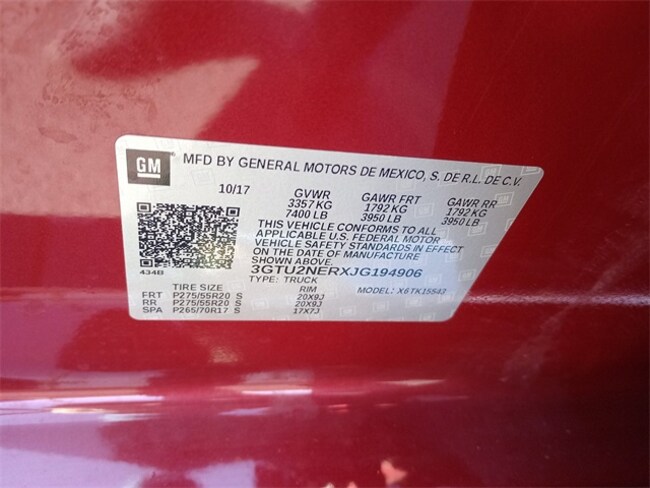 GM
MFD BY GENERAL MOTORS DE MEXICO, S. DE R.L. DE C.V.
10/17 GVWR GAWR FRT GAWR RR
3357 KG 1792 KG 1792 KG
7400 LB 3950 LB 3950 LB
THIS VEHICLE CONFORMS TO ALL
APPLICABLE U.S. FEDERAL MOTOR
VEHICLE SAFETY STANDARDS IN EFFECT
ON THE DATE OF MANUFACTURE
SHOWN ABOVE.
434B 3GTU2NERXJG194906
TYPE: TRUCK MODEL: X6TK15543
TIRE SIZE RIM
FRT P275/55R20 S 20X9J
RR P275/55R20 S 20X9J
SPA P265/70R17 S 17X7J